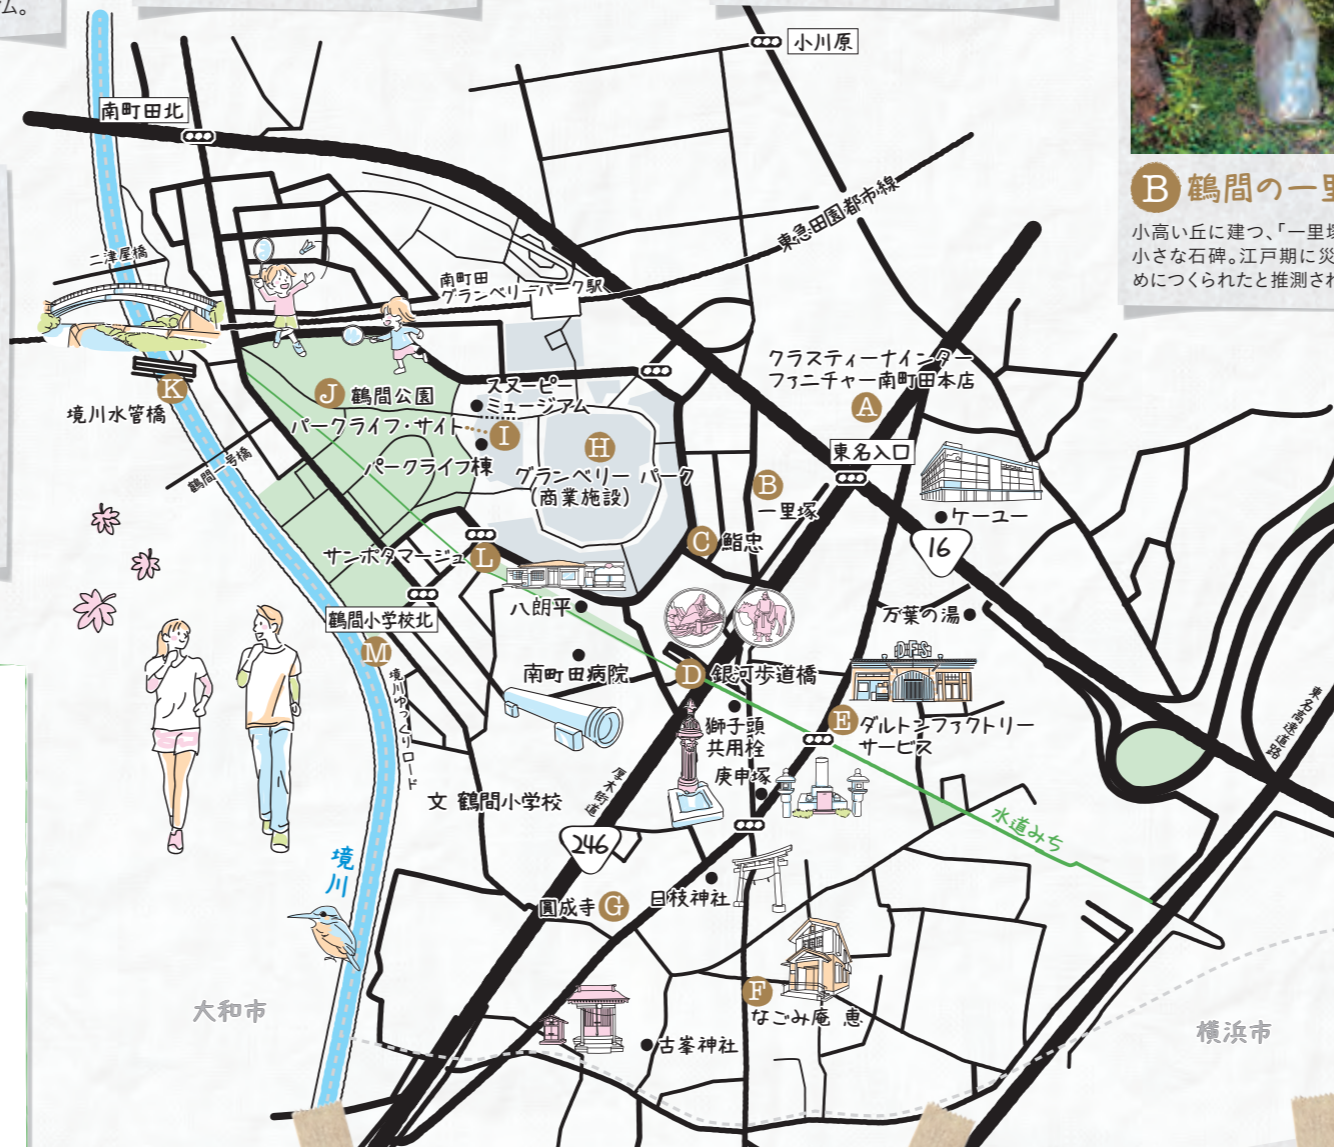 ム。
小川原
南町田北
B 鶴間の一里
小高い丘に建つ、「一里塚
小さな石碑。江戸期に災
めにつくられたと推測され
東急田園都市線
二津屋橋
南町田
グランベリーパーク駅
クラスティーナインター
ファニチャー南町田本店
A
K
境川水管橋
J 鶴間公園
スヌーピー
ミュージアム
パークライフ・サイト
I
H
パークライフ棟
グランベリー パーク
(商業施設)
東名入口
B
一里塚
鶴間一号橋
ケーユー
16
C 鮨忠
サンポタマージュ L
八朗平
鶴間小学校北
M
万葉の湯
D.F.S.
南町田病院
D 銀河歩道橋
境川ゆっくりロード
獅子頭
共用栓
E ダルトンファクトリー
サービス
東名高速道路
庚申塚
厚木街道
文 鶴間小学校
水道みち
246
境川
圓成寺 G
日枝神社
大和市
F
なごみ庵 恵
古峯神社
横浜市